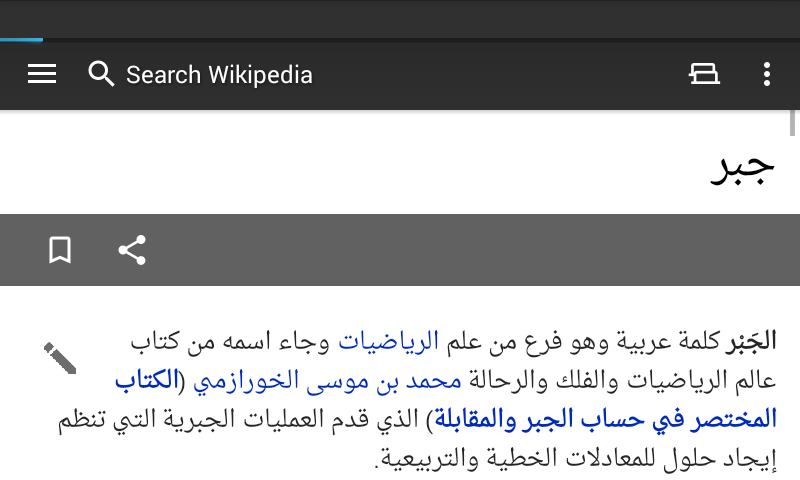 Search Wikipedia
جبر
الجَبْر كلمة عربية وهو فرع من علم الرياضيات وجاء اسمه من كتاب
عالم الرياضيات والفلك والرحالة محمد بن موسى الخورازمي (الكتاب
المختصر في حساب الجبر والمقابلة) الذي قدم العمليات الجبرية التي تنظم
إيجاد حلول للمعادلات الخطية والتربيعية.